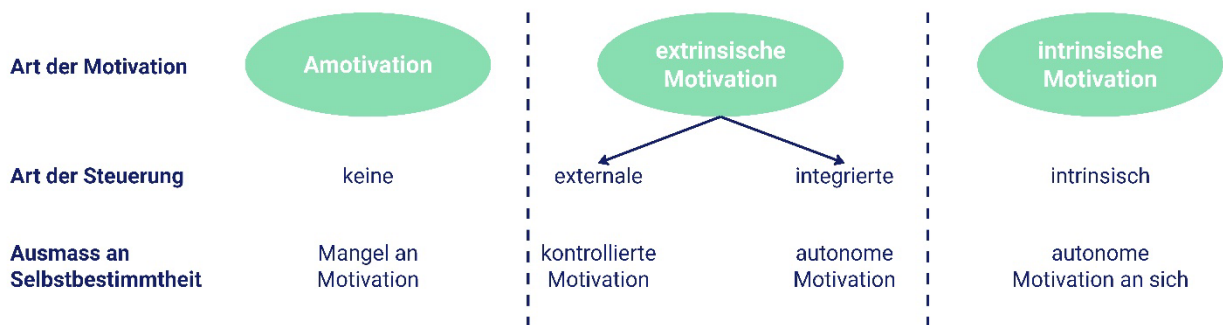 Art der Motivation
Amotivation
extrinsische
Motivation
intrinsische
Motivation
Art der Steuerung
keine
externale
integrierte
intrinsisch
Ausmass an
Selbstbestimmtheit
Mangel an
Motivation
kontrollierte
Motivation
autonome
Motivation
autonome
Motivation an sich